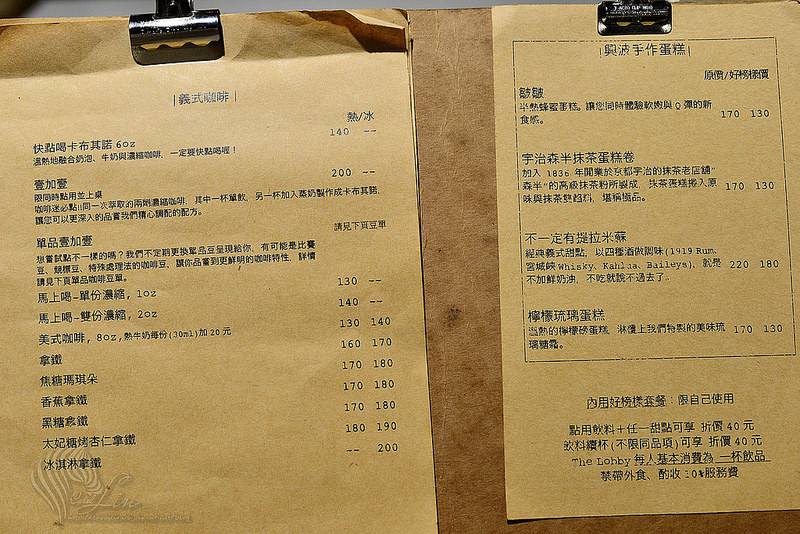 |義式咖啡|
熱/冰
快點喝卡布其諾 6oz 140 --
溫熱地融合奶泡、牛奶與濃縮咖啡，一定要快點喝喔！
壹加壹 200 --
限同時點用並上桌
咖啡迷必點!!同一次萃取的兩端濃縮咖啡，其中一杯單飲，另一杯加入蒸奶製作成卡布其諾，
讓您可以更深入的品嘗我們精心調配的配方。
單品壹加壹 請見下頁豆單
想嘗試點不一樣的嗎？我們不定期更換單品豆呈現給你，有可能是比賽
豆、競標豆、特殊處理法的咖啡豆，讓你品嘗到更鮮明的咖啡特性，詳情
請見下頁單品咖啡豆單。
馬上喝-單份濃縮，1oz 130 --
馬上喝-雙份濃縮，2oz 140 --
美式咖啡，8oz，熱牛奶每份(30ml)加20元 130 140
拿鐵 160 170
焦糖瑪琪朵 170 180
香蕉拿鐵 170 180
黑糖拿鐵 170 180
太妃糖烤杏仁拿鐵 180 190
冰淇淋拿鐵 -- 200
|興波手作蛋糕|
原價/好榜樣價
皺皺
半熟蜂蜜蛋糕。讓您同時體驗軟嫩與Q彈的新 170 130
食感。
宇治森半抹茶蛋糕卷
加入 1836 年開業於京都宇治的抹茶老店舖"
森半"的高級抹茶粉所製成，抹茶蛋糕捲入原 170 130
味與抹茶雙餡料，堪稱極品。
不一定有提拉米蘇
經典義式甜點，以四種酒做調味(1919 Rum、
宮城峽 Whisky、Kahlua、Baileys)，就是 220 180
不加鮮奶油，不吃就說不過去了..
檸檬琉璃蛋糕
溫熱的檸檬磅蛋糕，淋上我們特製的美味琉 170 130
璃糖霜。
內用好榜樣套餐：限自己使用
點用飲料＋任一甜點可享 折價40元
飲料續杯(不限同品項)可享 折價40元
The Lobby 每人基本消費為 一杯飲品
禁帶外食、酌收10%服務費